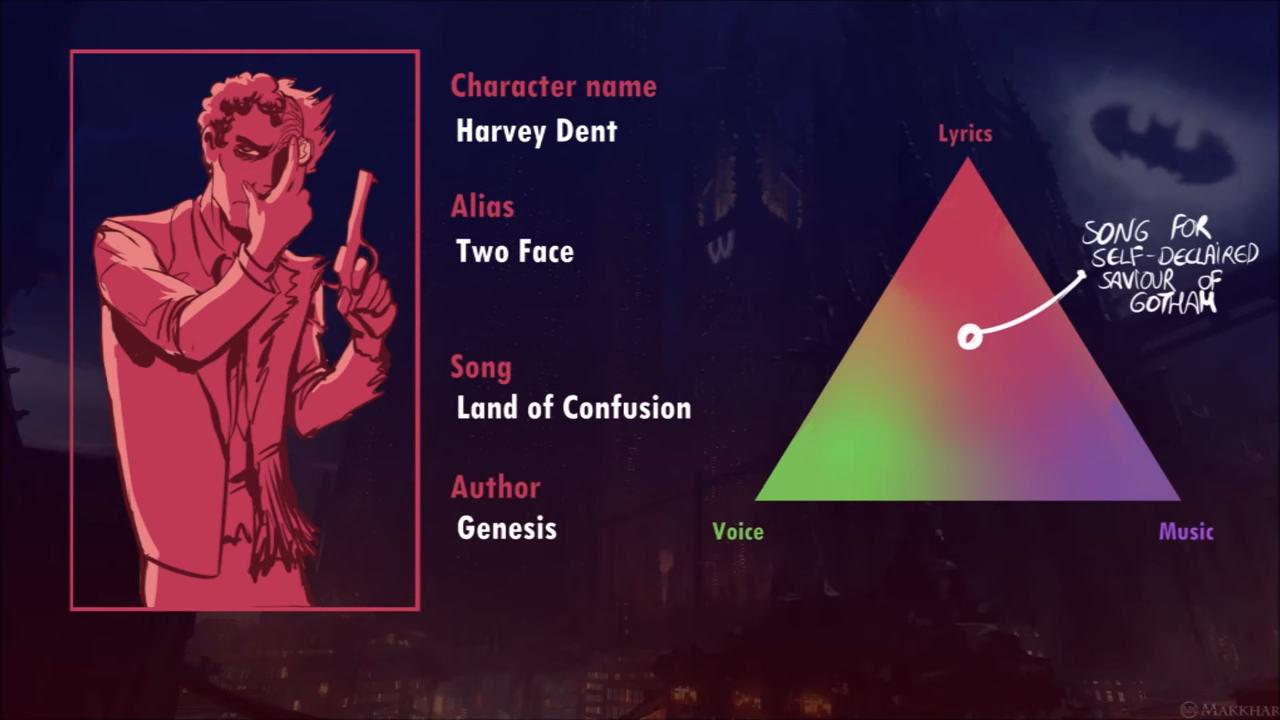 Character name
Harvey Dent
Alias
Two Face
Song
Land of Confusion
Author
Genesis
Lyrics
SONG FOR
SELF-DECLAIRED
SAVIOUR OF
GOTHAM
Voice
Music
MAKKHAR